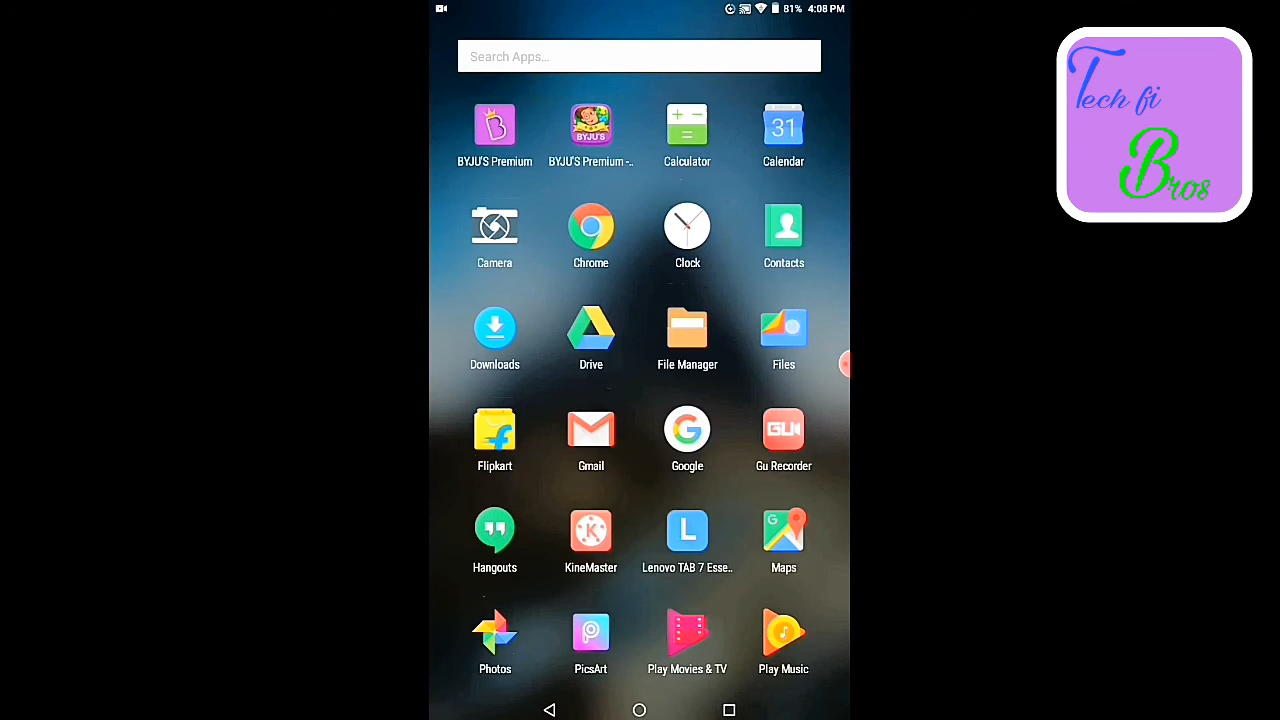 81% 4:08 PM
Search Apps...
Tech fi
Bros
B
BYJU'S
+ −
=
31
BYJU'S Premium
BYJU'S Premium -..
Calculator
Calendar
Camera
Chrome
Clock
Contacts
Downloads
Drive
File Manager
Files
f
G
GU
Flipkart
Gmail
Google
Gu Recorder
K
L
G
Hangouts
KineMaster
Lenovo TAB 7 Esse..
Maps
P
Photos
PicsArt
Play Movies & TV
Play Music